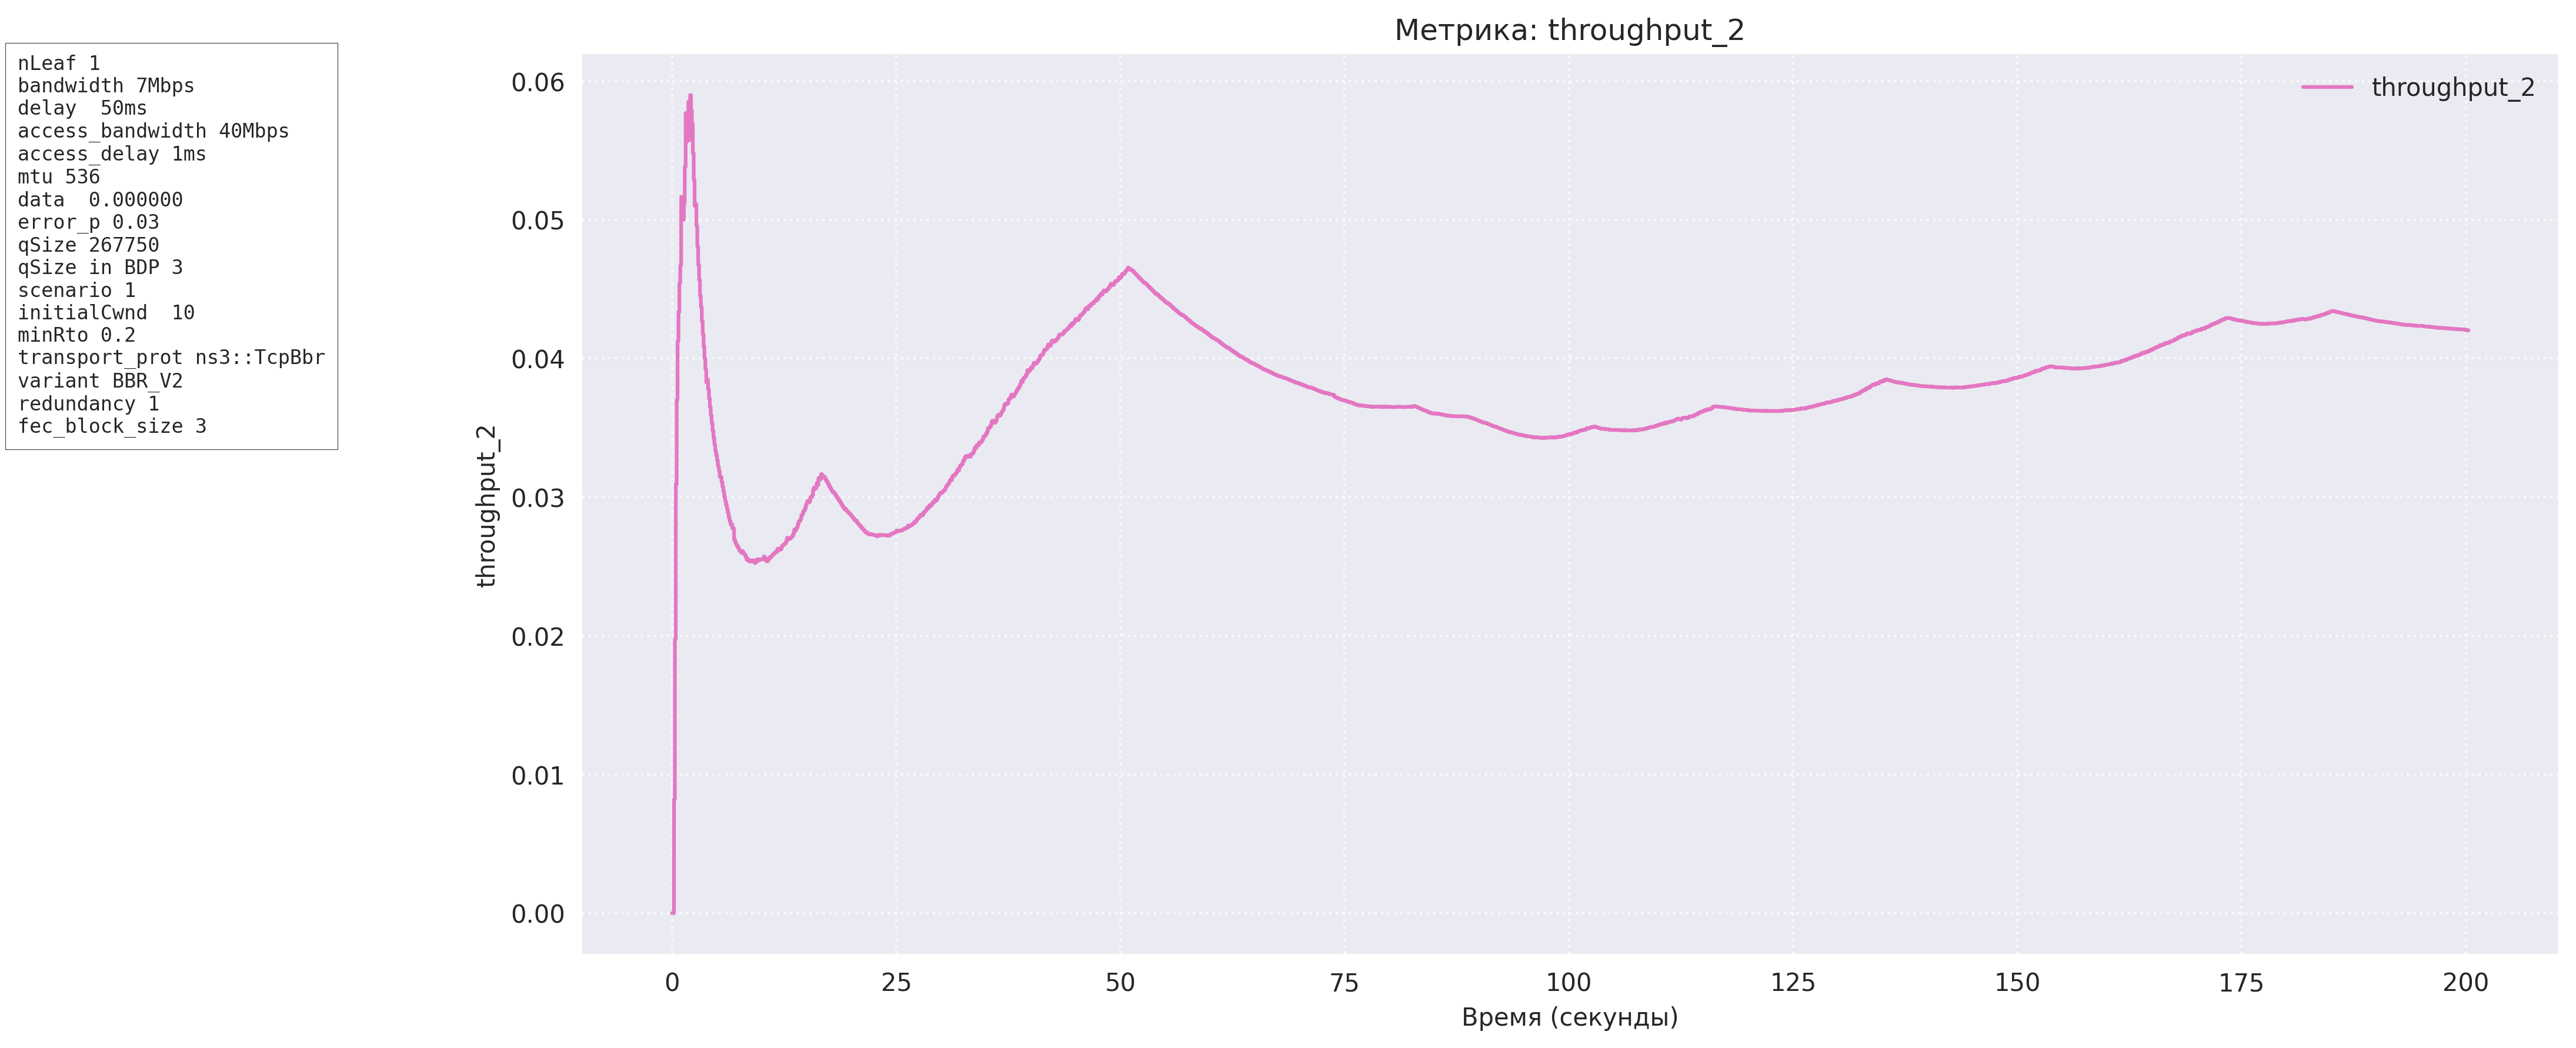 Метрика: throughput_2
nLeaf 1
bandwidth 7Mbps
delay  50ms
access_bandwidth 40Mbps
access_delay 1ms
mtu 536
data  0.000000
error_p 0.03
qSize 267750
qSize in BDP 3
scenario 1
initialCwnd  10
minRto 0.2
transport_prot ns3::TcpBbr
variant BBR_V2
redundancy 1
fec_block_size 3
throughput_2
0.06
0.05
0.04
0.03
0.02
0.01
0.00
throughput_2
0 25 50 75 100 125 150 175 200
Время (секунды)